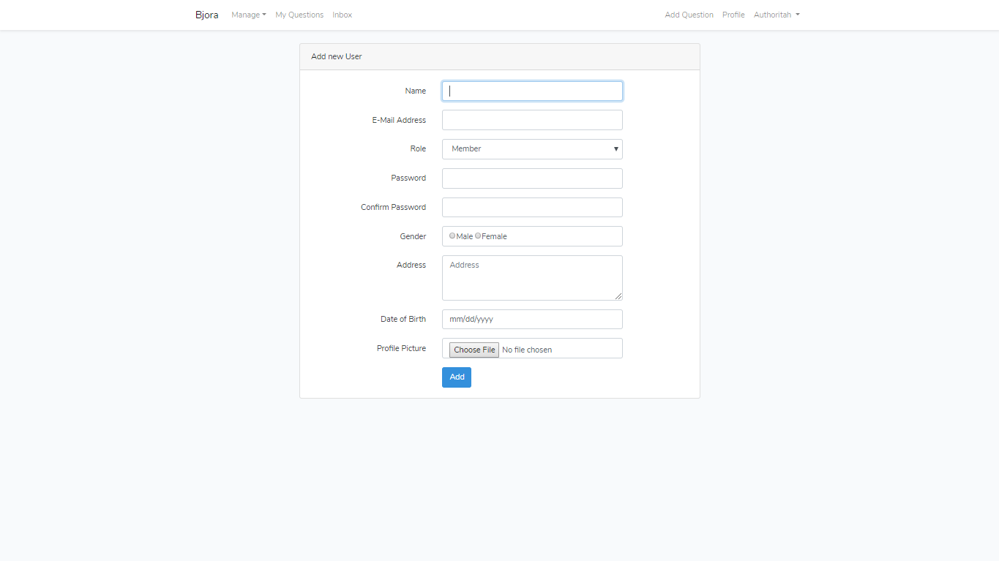 Bjora Manage My Questions Inbox Add Question Profile Authoritah
Add new User
Name
E-Mail Address
Role Member
Password
Confirm Password
Gender Male Female
Address Address
Date of Birth mm/dd/yyyy
Profile Picture Choose File No file chosen
Add